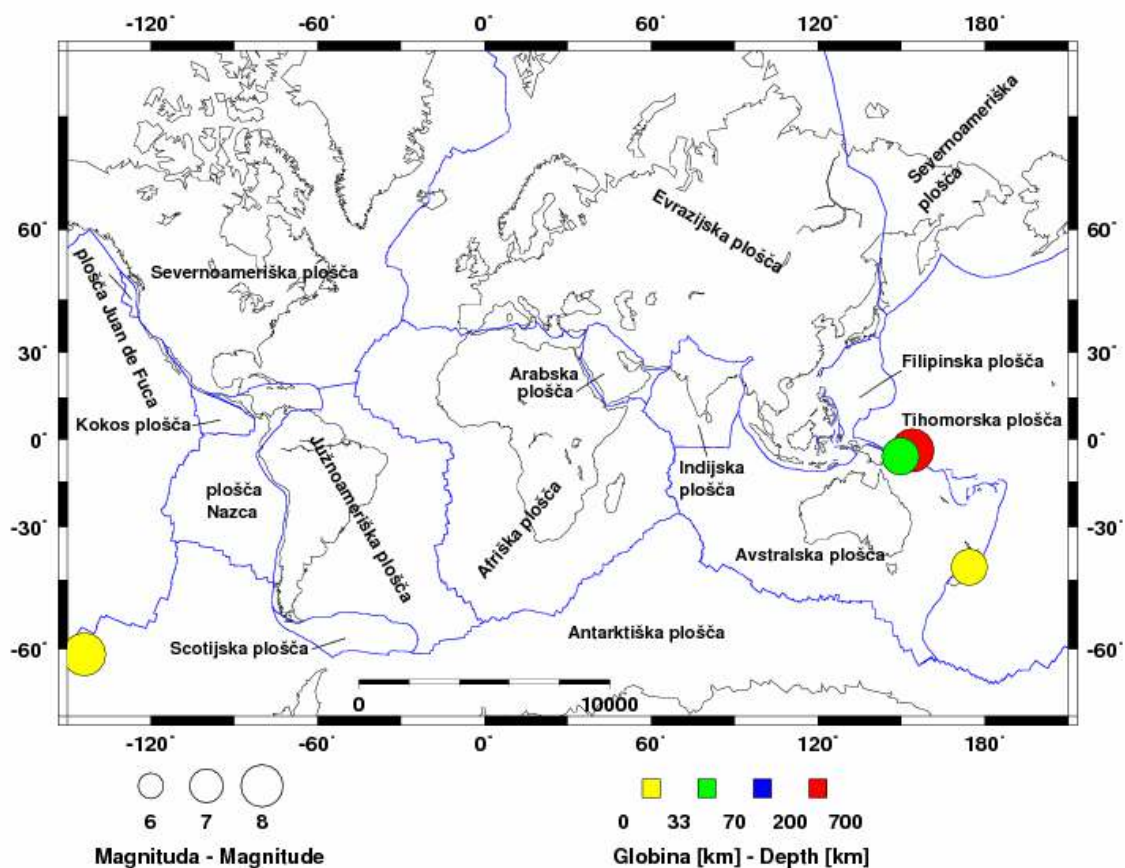 -120° -60° 0° 60° 120° 180°
60° 60°
30° 30°
0° 0°
-30° -30°
-60° -60°
Severnoameriška
plošča
Evrazijska plošča
Severnoameriška plošča
plošča Juan de Fuca
Filipinska plošča
Arabska
plošča
Kokos plošča
Tihomorska plošča
Južnoameriška plošča
Indijska
plošča
plošča
Nazca
Afriška plošča
Avstralska plošča
Antarktiška plošča
Scotijska plošča
0 10000
-120° -60° 0° 60° 120° 180°
6 7 8
0 33 70 200 700
Magnituda - Magnitude
Globina [km] - Depth [km]